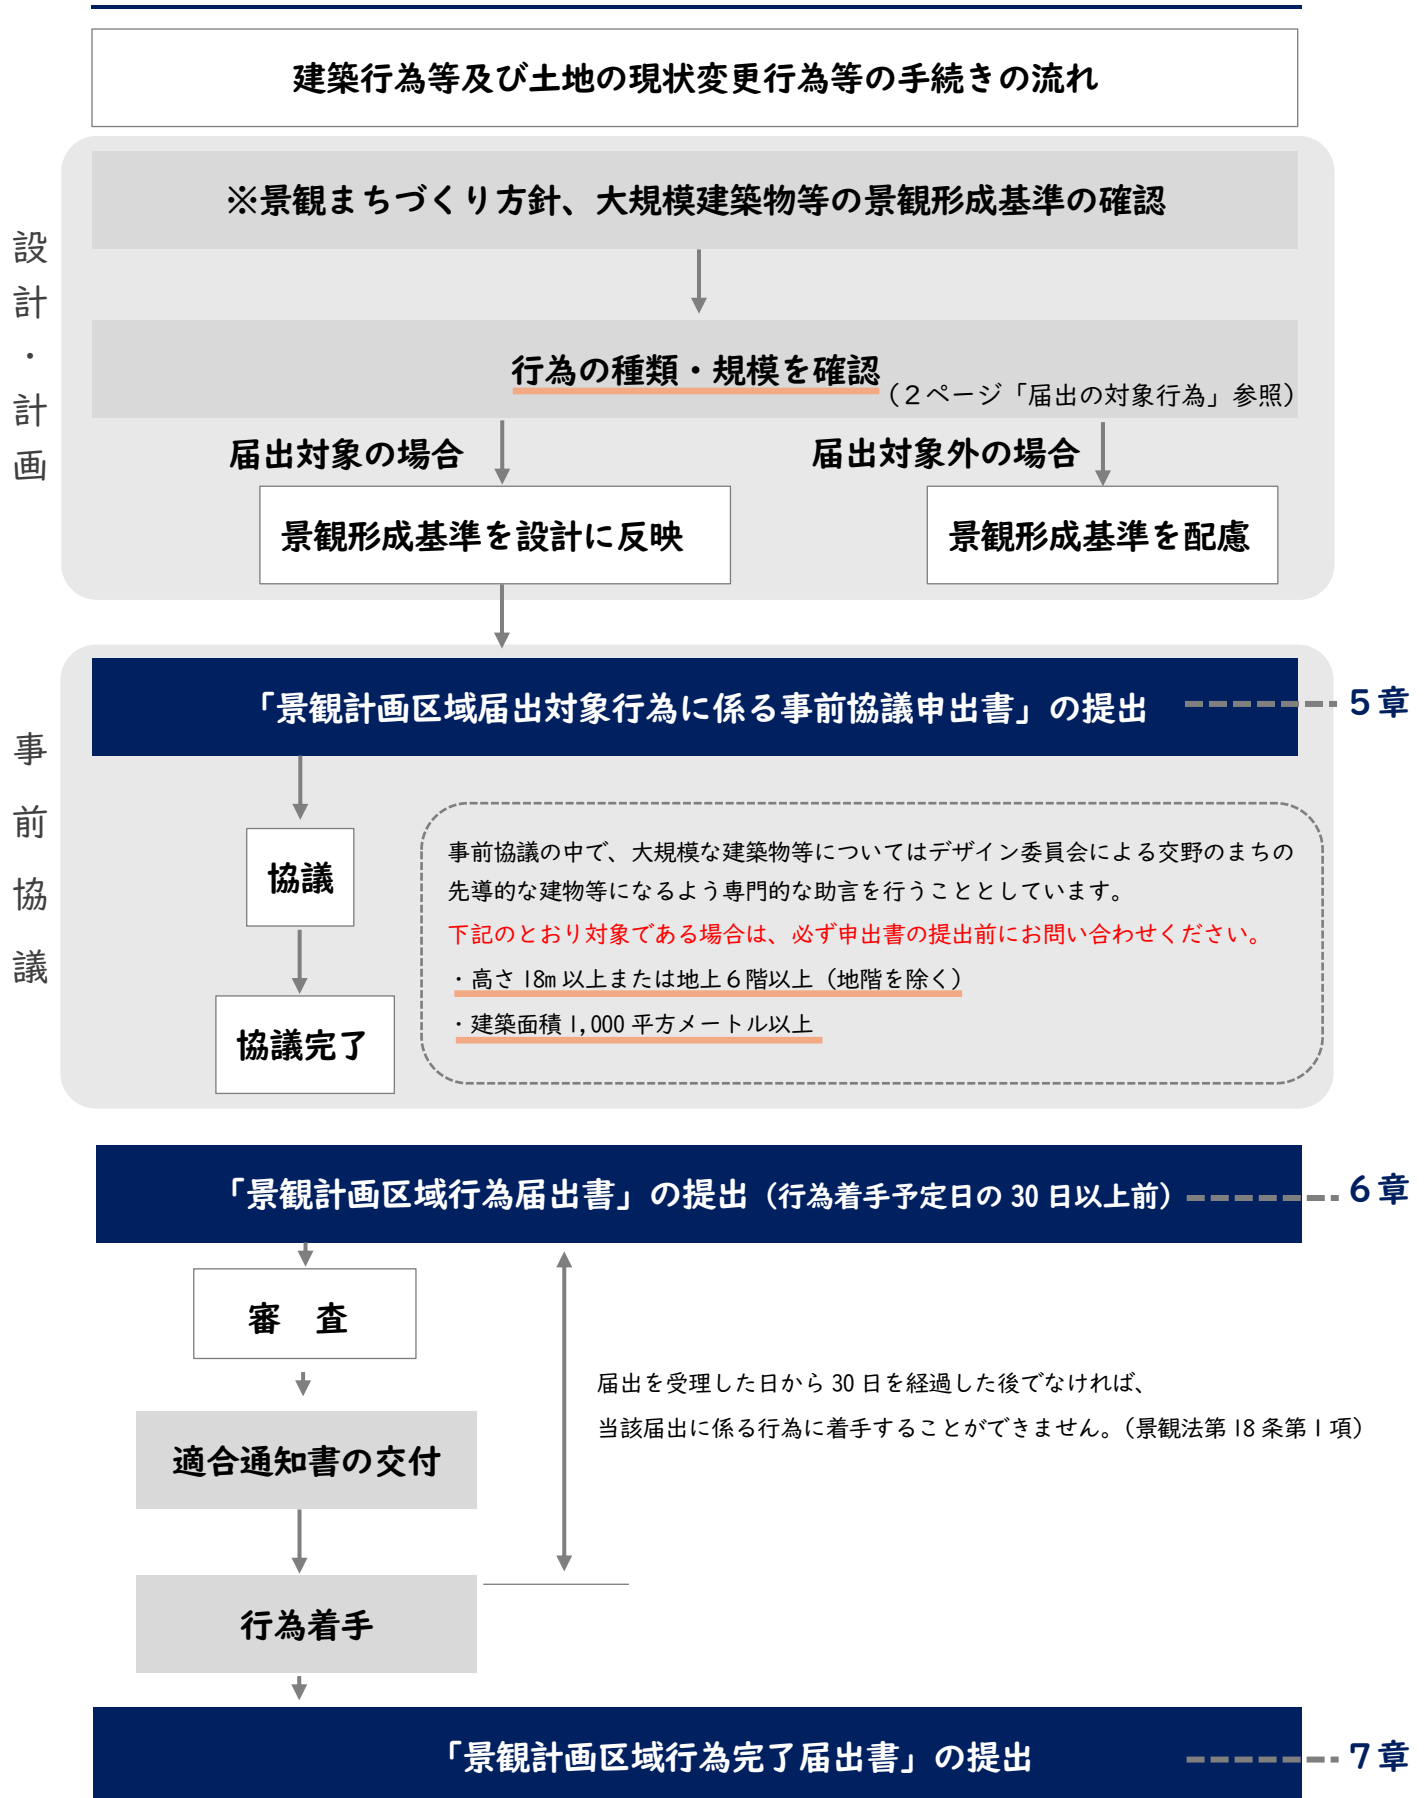 建築行為等及び土地の現状変更行為等の手続きの流れ
設計・計画
※景観まちづくり方針、大規模建築物等の景観形成基準の確認
行為の種類・規模を確認
（２ページ「届出の対象行為」参照）
届出対象の場合
届出対象外の場合
景観形成基準を設計に反映
景観形成基準を配慮
事前協議
「景観計画区域届出対象行為に係る事前協議申出書」の提出
５章
協議
協議完了
事前協議の中で、大規模な建築物等についてはデザイン委員会による交野のまちの
先導的な建物等になるよう専門的な助言を行うこととしています。
下記のとおり対象である場合は、必ず申出書の提出前にお問い合わせください。
・高さ 18m 以上または地上６階以上（地階を除く）
・建築面積 1,000 平方メートル以上
「景観計画区域行為届出書」の提出（行為着手予定日の 30 日以上前）
６章
審　査
届出を受理した日から 30 日を経過した後でなければ、
当該届出に係る行為に着手することができません。（景観法第 18 条第１項）
適合通知書の交付
行為着手
「景観計画区域行為完了届出書」の提出
７章